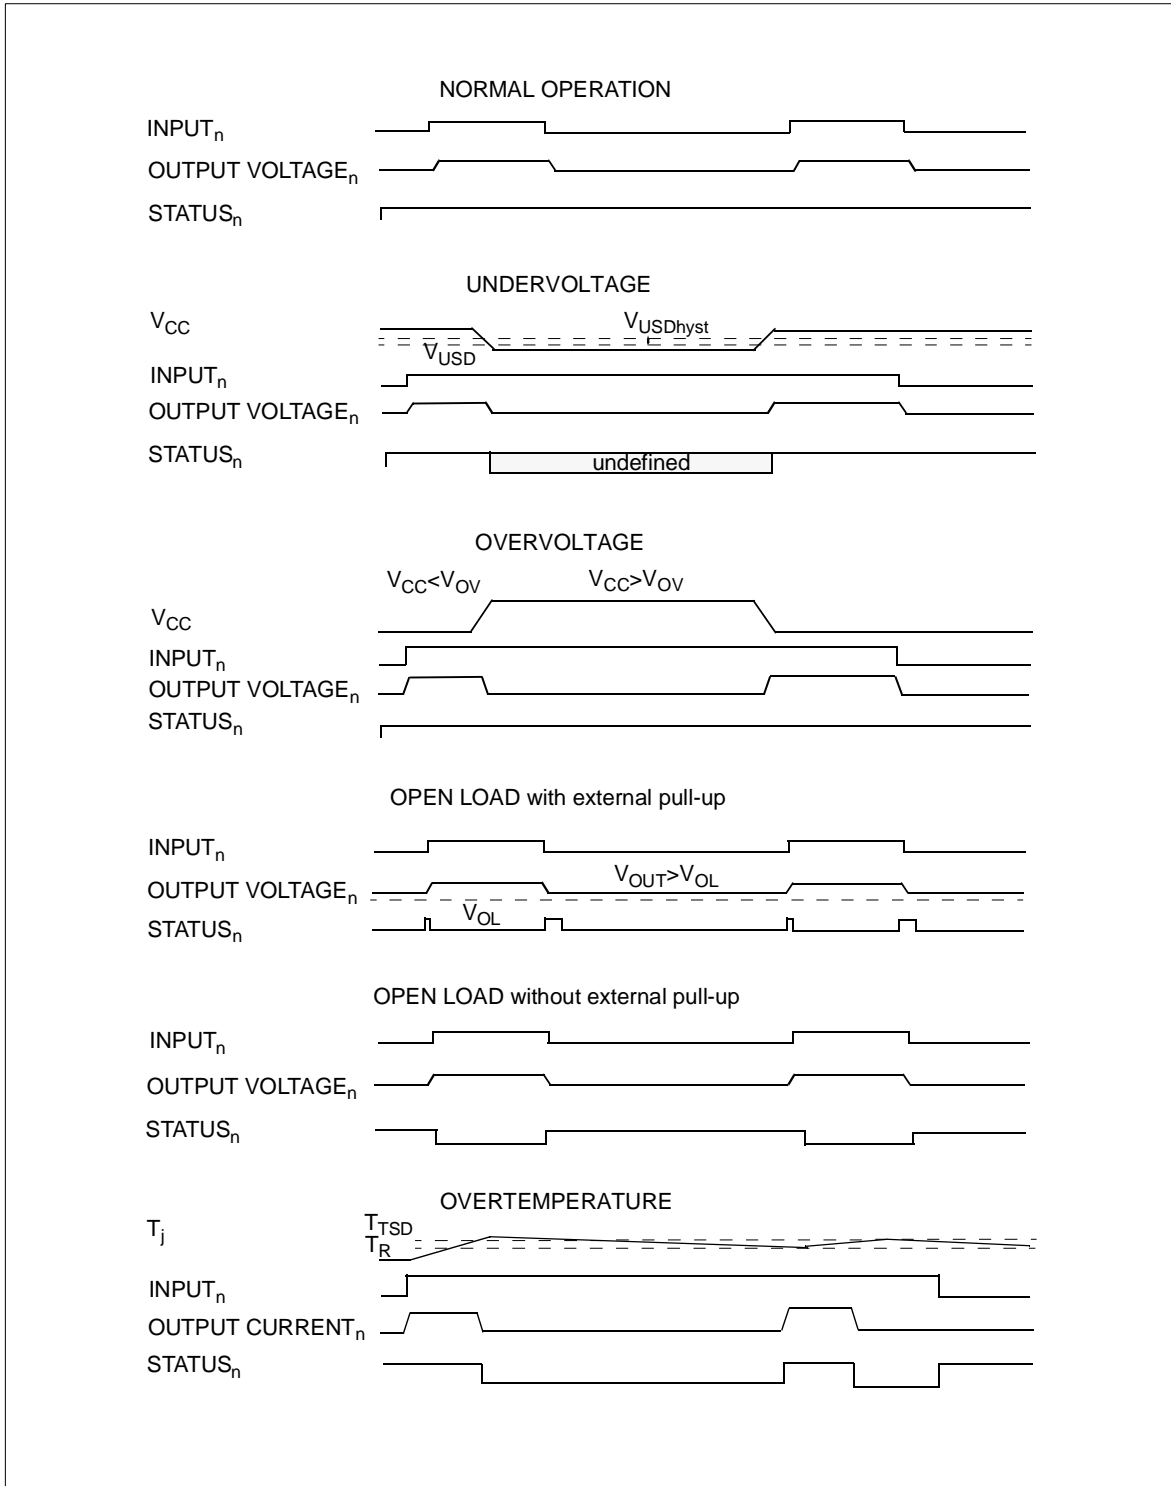 NORMAL OPERATION
INPUTn
OUTPUT VOLTAGEn
STATUSn
UNDERVOLTAGE
VCC
VUSDhyst
VUSD
INPUTn
OUTPUT VOLTAGEn
STATUSn
undefined
OVERVOLTAGE
VCC<VOV
VCC>VOV
VCC
INPUTn
OUTPUT VOLTAGEn
STATUSn
OPEN LOAD with external pull-up
INPUTn
OUTPUT VOLTAGEn
VOUT>VOL
VOL
STATUSn
OPEN LOAD without external pull-up
INPUTn
OUTPUT VOLTAGEn
STATUSn
OVERTEMPERATURE
Tj
TTSD
TR
INPUTn
OUTPUT CURRENTn
STATUSn